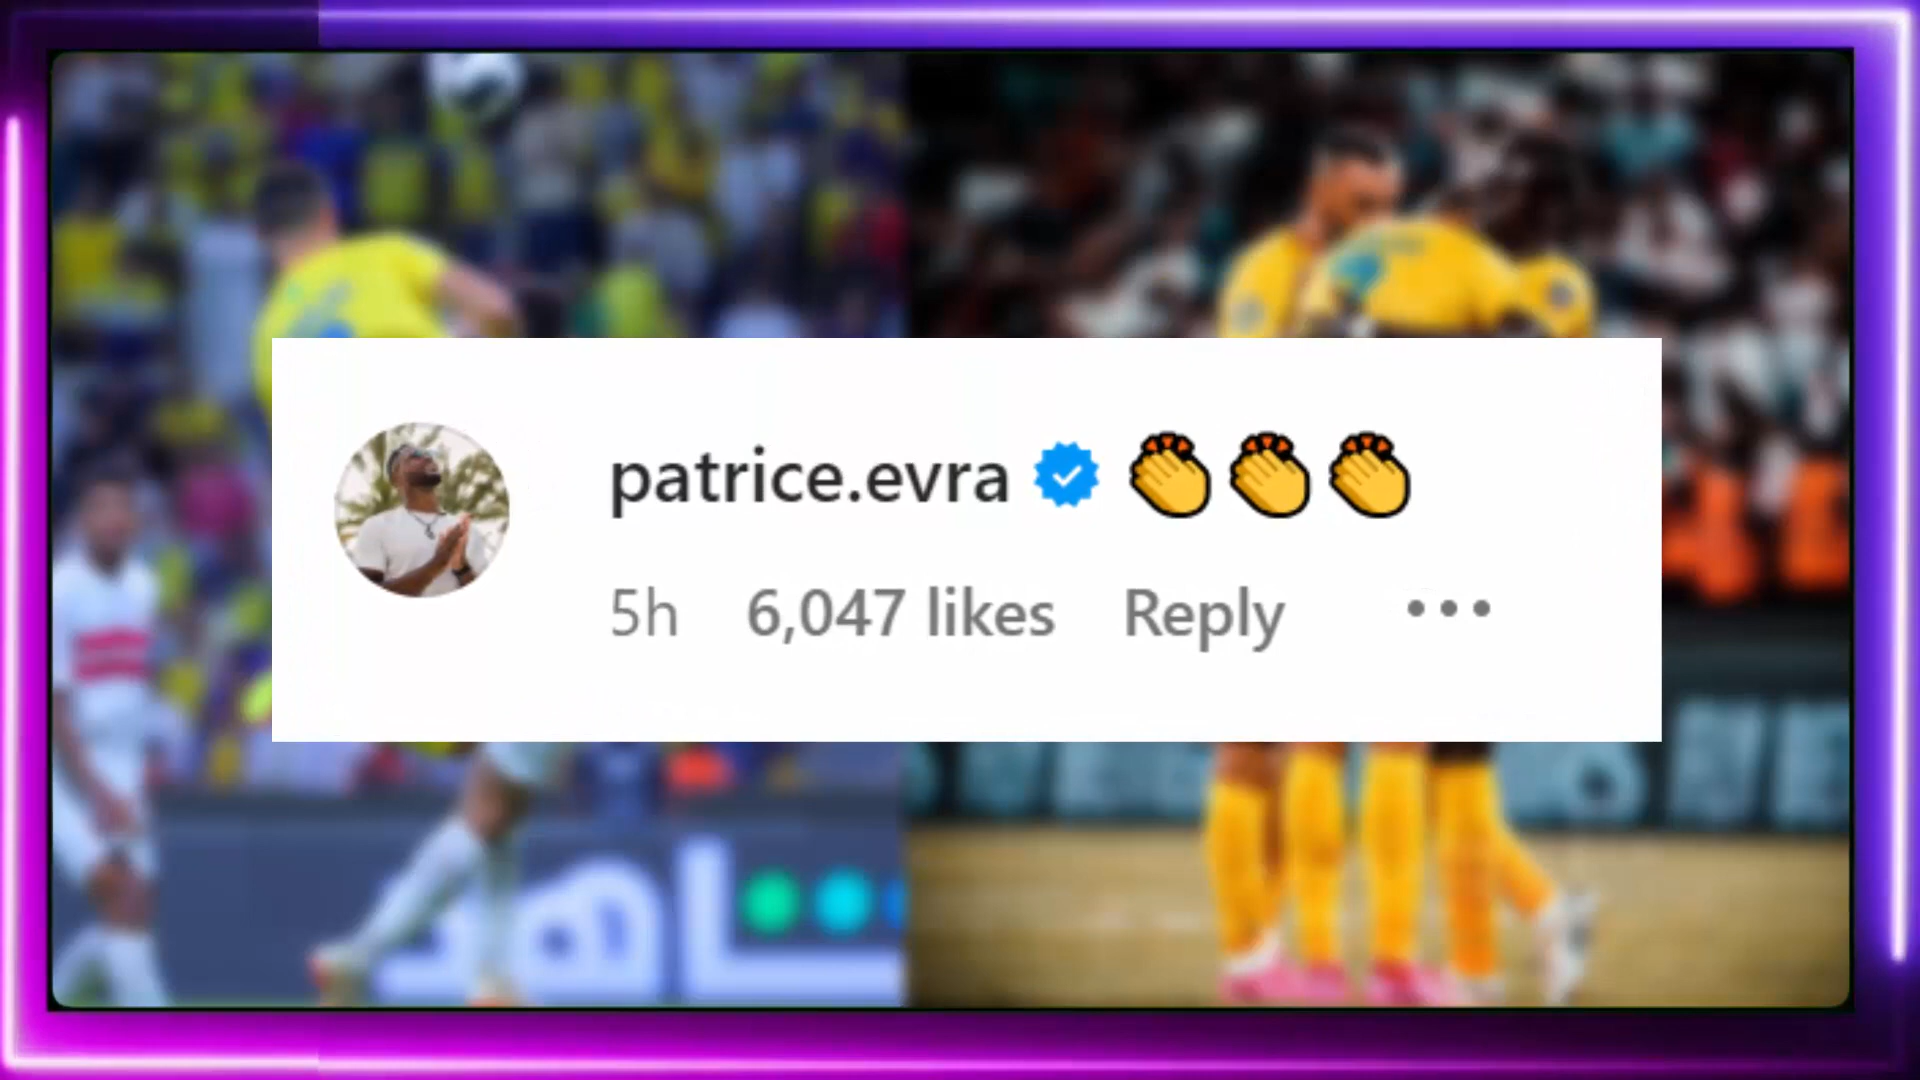 patrice.evra 👏👏👏
5h 6,047 likes Reply